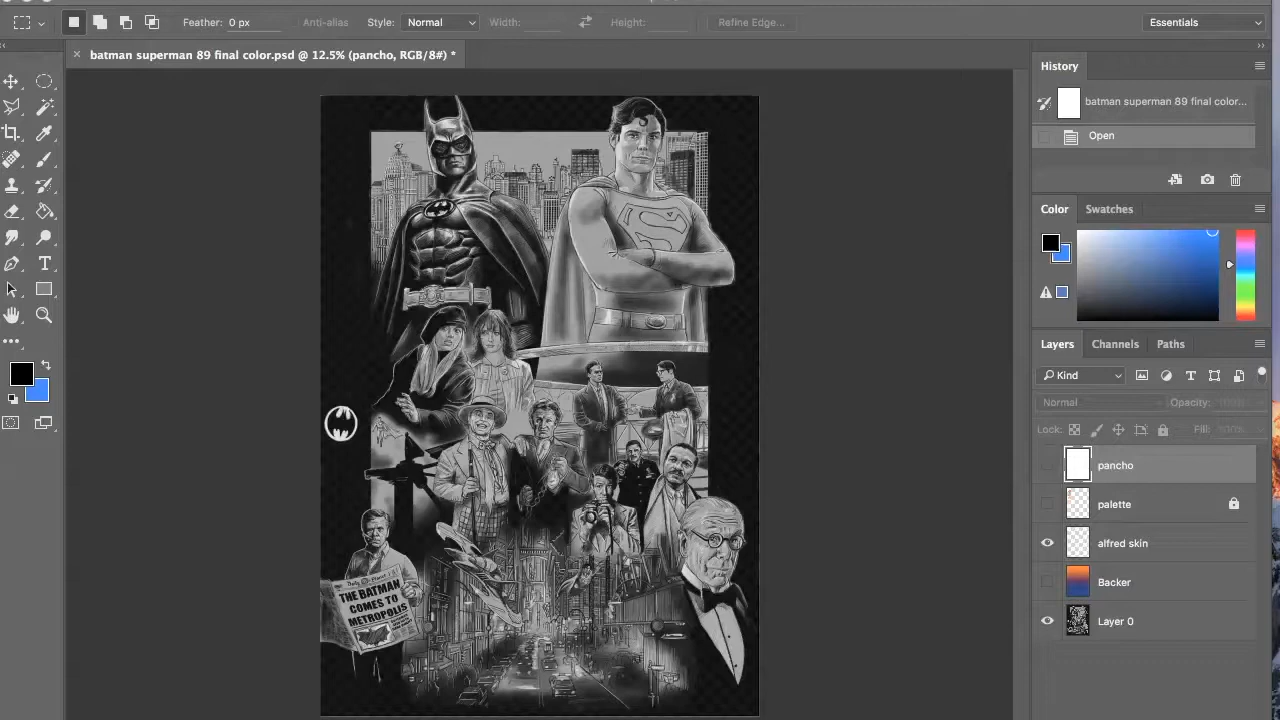 Feather: 0 px
Anti-alias
Style: Normal
Width:
Height:
Refine Edge...
Essentials
batman superman 89 final color.psd @ 12.5% (pancho, RGB/8#) *
History
batman superman 89 final color...
Open
Color
Swatches
Layers
Channels
Paths
Kind
Normal
Opacity:
Lock:
Fill:
pancho
palette
alfred skin
Backer
Layer 0
Daily Planet
THE BATMAN
COMES TO
METROPOLIS